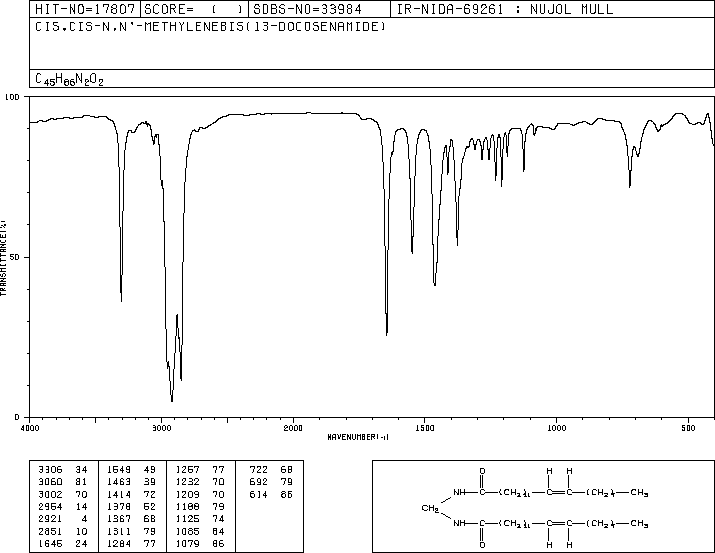 HIT-NO=17807 SCORE= ( ) SDBS-NO=33984 IR-NIDA-69261 : NUJOL MULL
CIS,CIS-N,N'-METHYLENEBIS(13-DOCOSENAMIDE)
C45H86N2O2
100
TRANSMITTANCE(%)
50
0
4000 3000 2000 1500 1000 500
WAVENUMBER(-1)
3306 34 1549 49 1257 77 722 68
3060 81 1463 39 1232 70 692 79
3002 70 1414 72 1209 70 614 86
2954 14 1378 52 1188 79
2921 4 1367 68 1125 74
2851 10 1311 79 1085 84
1645 24 1284 77 1079 86
O H H
NH C (CH2)11 C C (CH2)7 CH3
CH2
NH C (CH2)11 C C (CH2)7 CH3
O H H